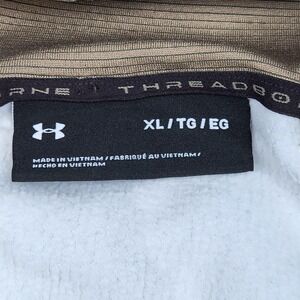 RNE THREADBO
XL / TG / EG
MADE IN VIETNAM / FABRIQUÉ AU VIETNAM /
HECHO EN VIETNAM